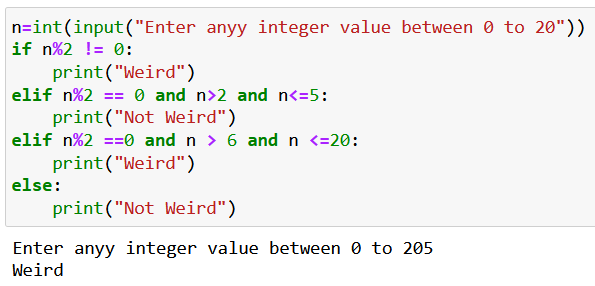 n=int(input("Enter anyy integer value between 0 to 20"))
if n%2 != 0:
    print("Weird")
elif n%2 == 0 and n>2 and n<=5:
    print("Not Weird")
elif n%2 ==0 and n > 6 and n <=20:
    print("Weird")
else:
    print("Not Weird")
Enter anyy integer value between 0 to 205
Weird